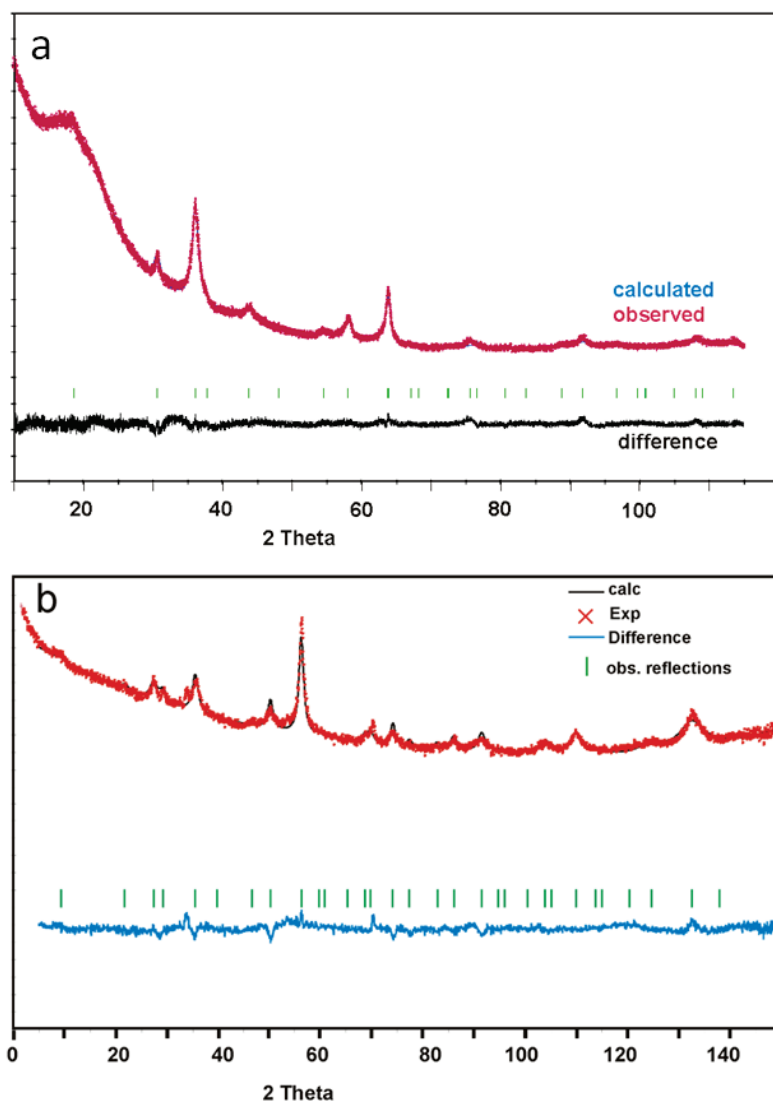 a
calculated
observed
difference
20 40 60 80 100
2 Theta
b
calc
Exp
Difference
obs. reflections
0 20 40 60 80 100 120 140
2 Theta